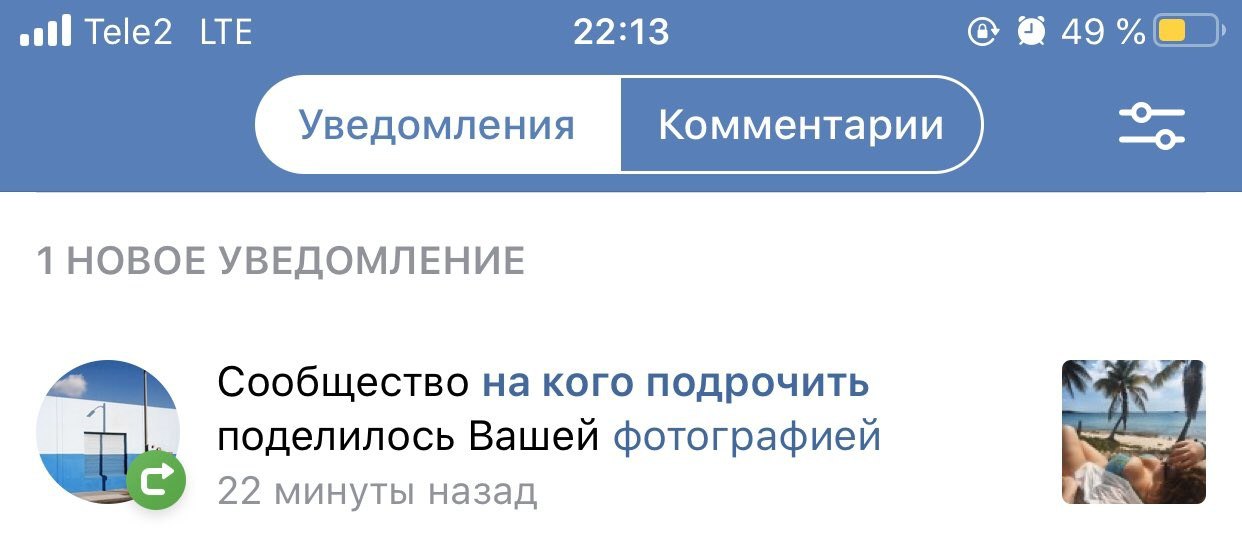 Tele2 LTE 22:13 49 %
Уведомления Комментарии
1 НОВОЕ УВЕДОМЛЕНИЕ
Сообщество на кого подрочить
поделилось Вашей фотографией
22 минуты назад